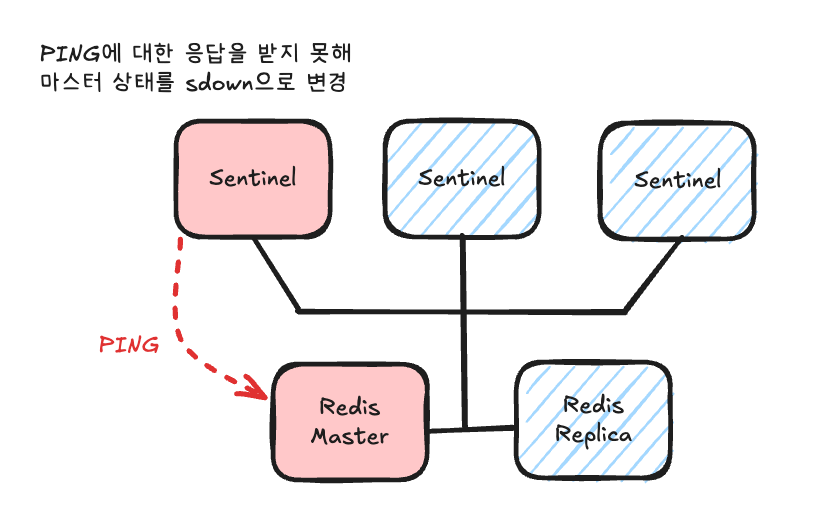 PING에 대한 응답을 받지 못해
마스터 상태를 sdown으로 변경
Sentinel
Sentinel
Sentinel
PING
Redis
Master
Redis
Replica